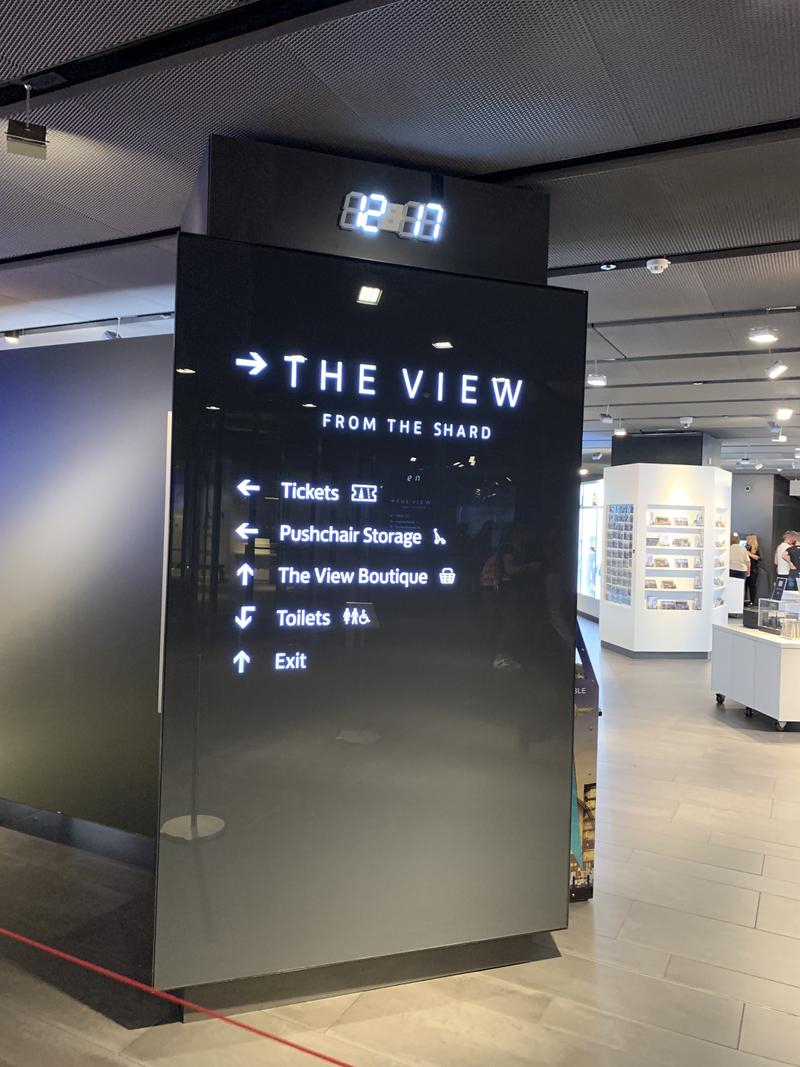 12:17
→ THE VIEW
FROM THE SHARD
← Tickets
← Pushchair Storage
↑ The View Boutique
Toilets
↑ Exit